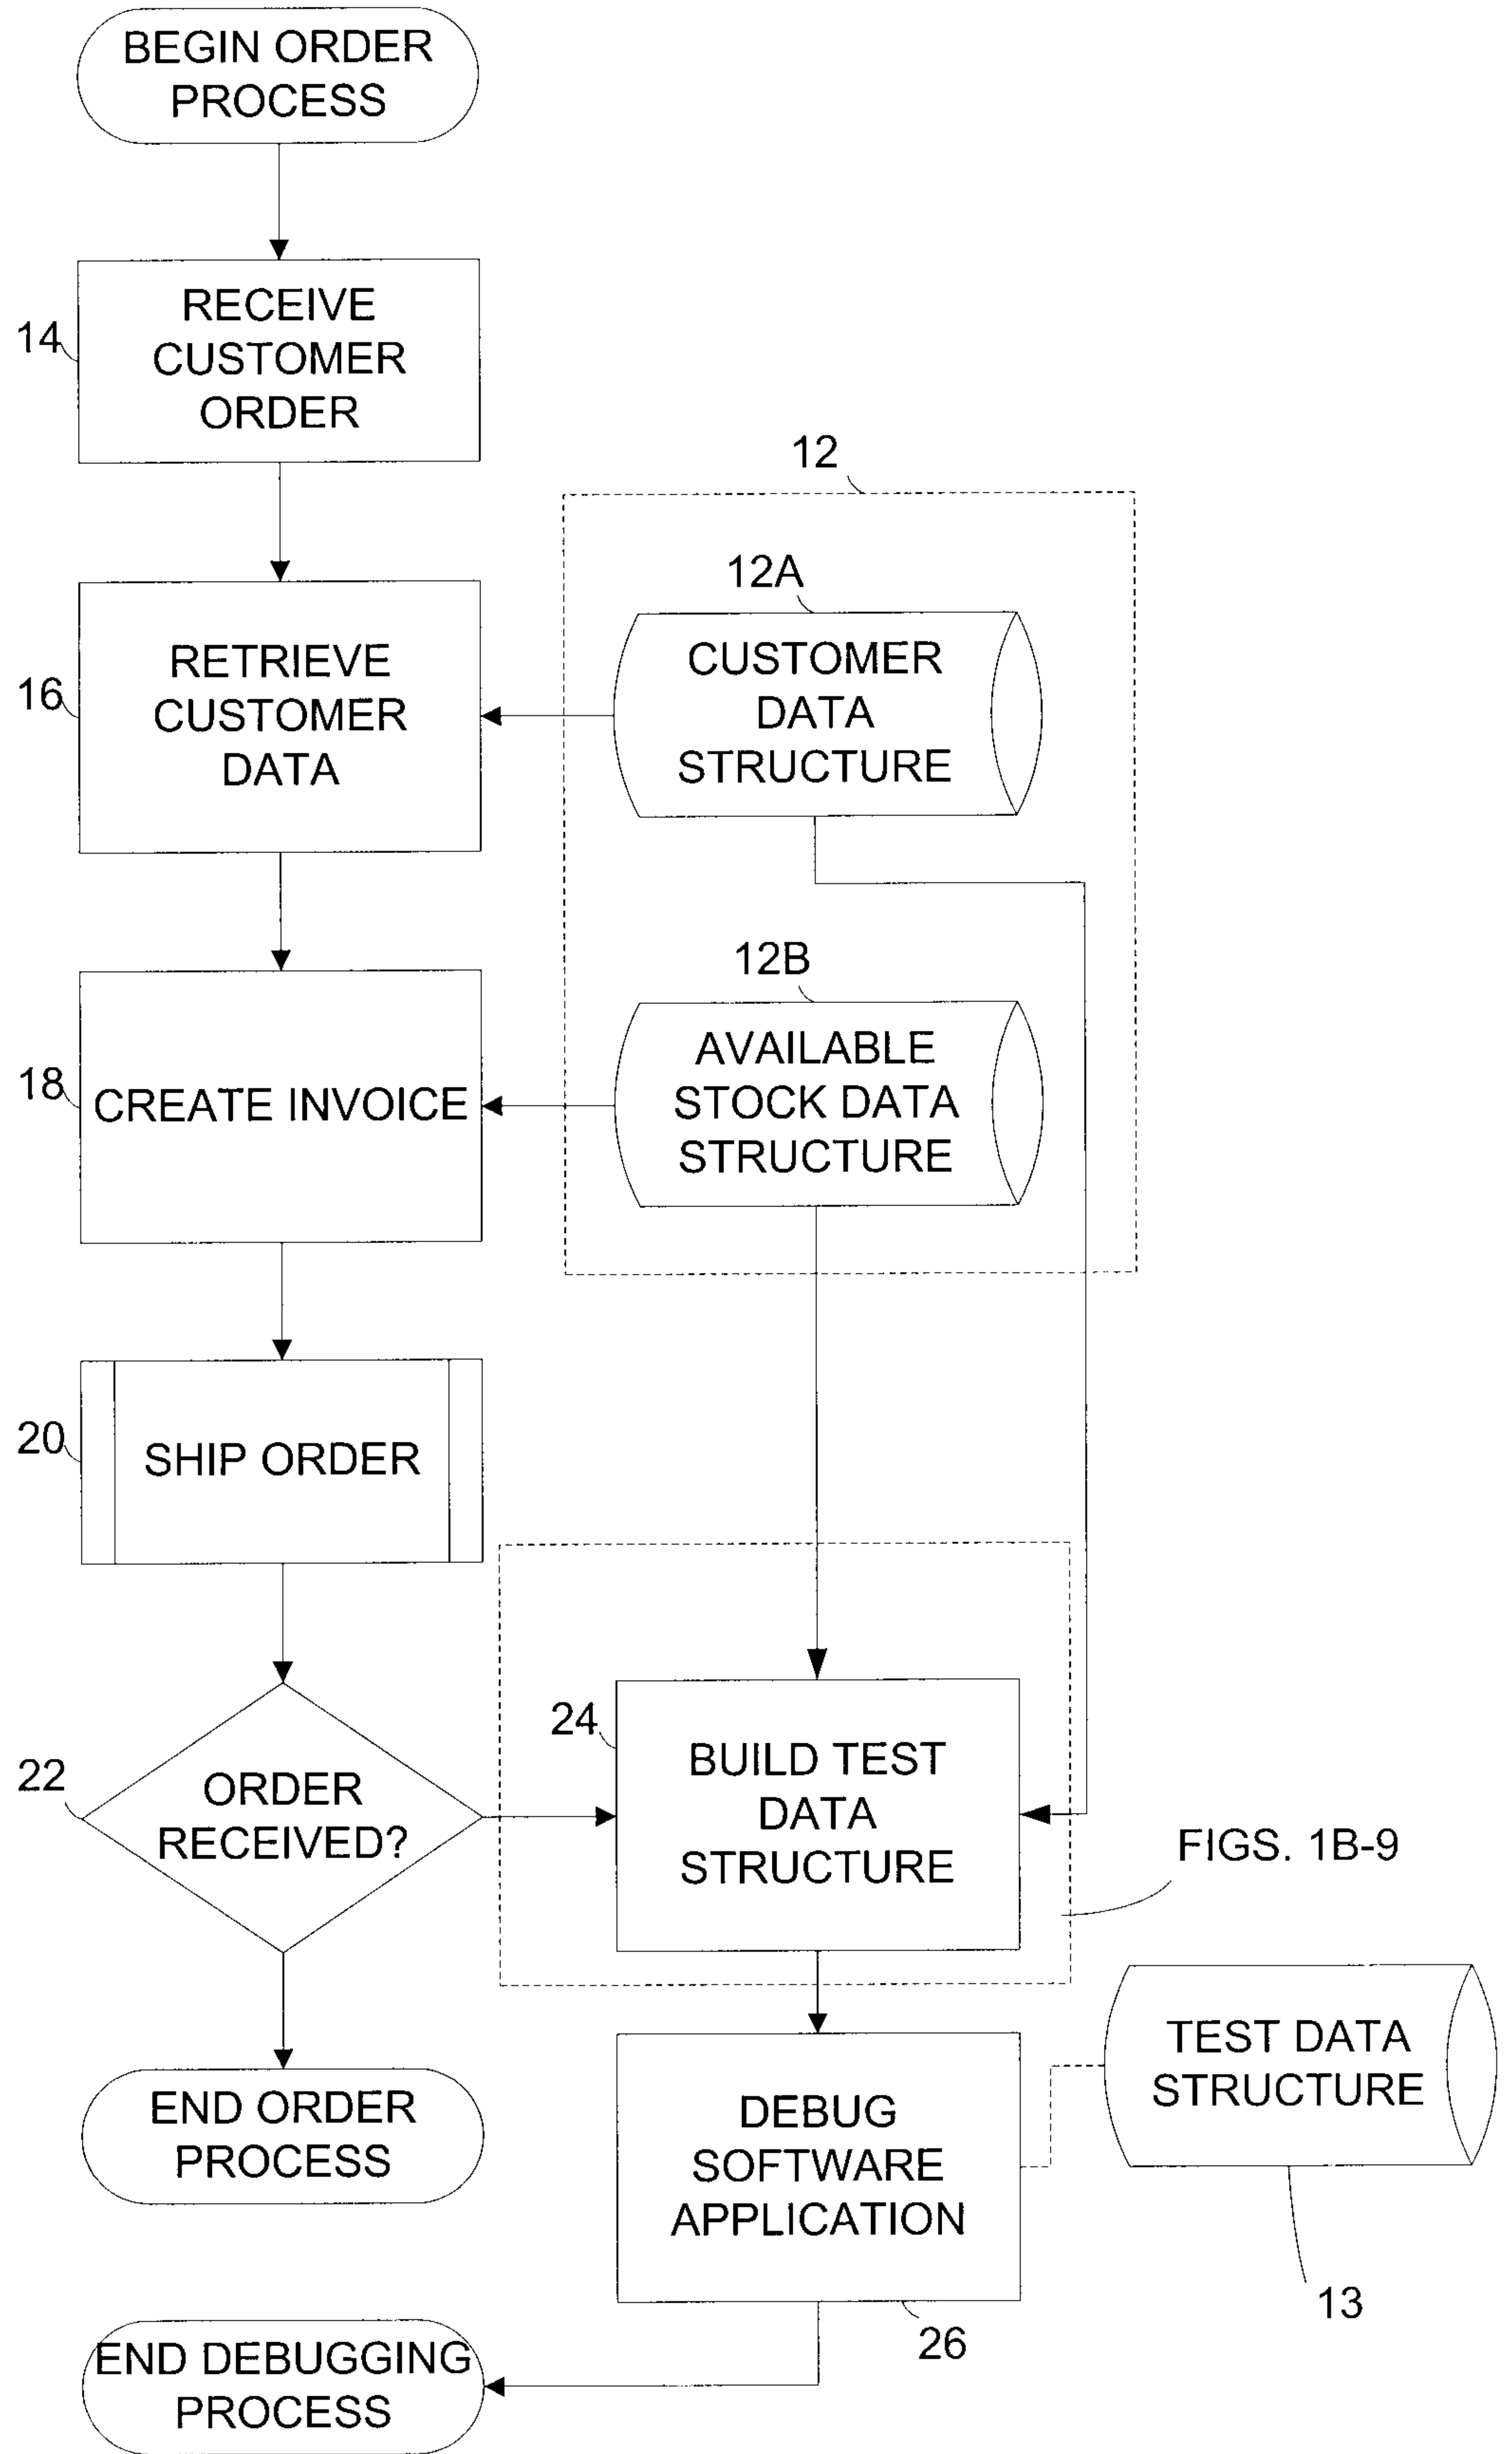 BEGIN ORDER
PROCESS
14
RECEIVE
CUSTOMER
ORDER
12
12A
16
RETRIEVE
CUSTOMER
DATA
CUSTOMER
DATA
STRUCTURE
12B
18
CREATE INVOICE
AVAILABLE
STOCK DATA
STRUCTURE
20
SHIP ORDER
22
ORDER
RECEIVED?
24
BUILD TEST
DATA
STRUCTURE
FIGS. 1B-9
END ORDER
PROCESS
DEBUG
SOFTWARE
APPLICATION
TEST DATA
STRUCTURE
13
26
END DEBUGGING
PROCESS